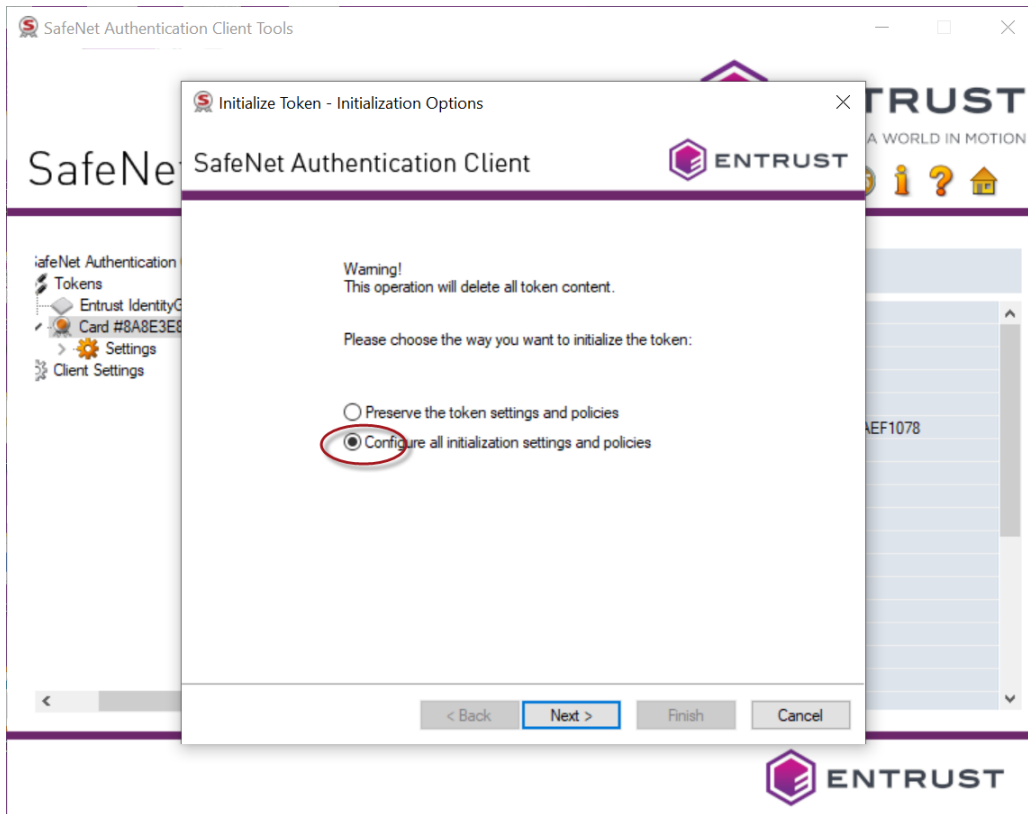 SafeNet Authentication Client Tools
Initialize Token - Initialization Options
TRUST
A WORLD IN MOTION
SafeNe
SafeNet Authentication Client
ENTRUST
SafeNet Authentication
Tokens
Entrust IdentityG
Card #8A8E3E8
Settings
Client Settings
Warning!
This operation will delete all token content.
Please choose the way you want to initialize the token:
Preserve the token settings and policies
Configure all initialization settings and policies
AEF1078
< Back
Next >
Finish
Cancel
ENTRUST